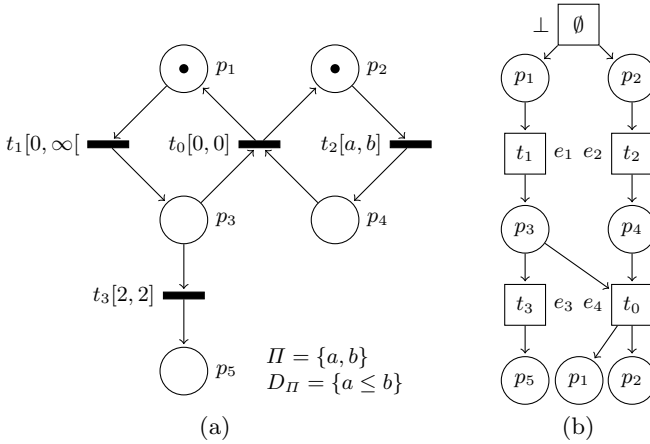 p₁
p₂
t₁[0, ∞[
t₀[0, 0]
t₂[a, b]
p₃
p₄
t₃[2, 2]
p₅
Π = {a, b}
D_Π = {a ≤ b}
(a)
⊥ ∅
p₁ p₂
t₁ e₁ e₂ t₂
p₃ p₄
t₃ e₃ e₄ t₀
p₅ p₁ p₂
(b)